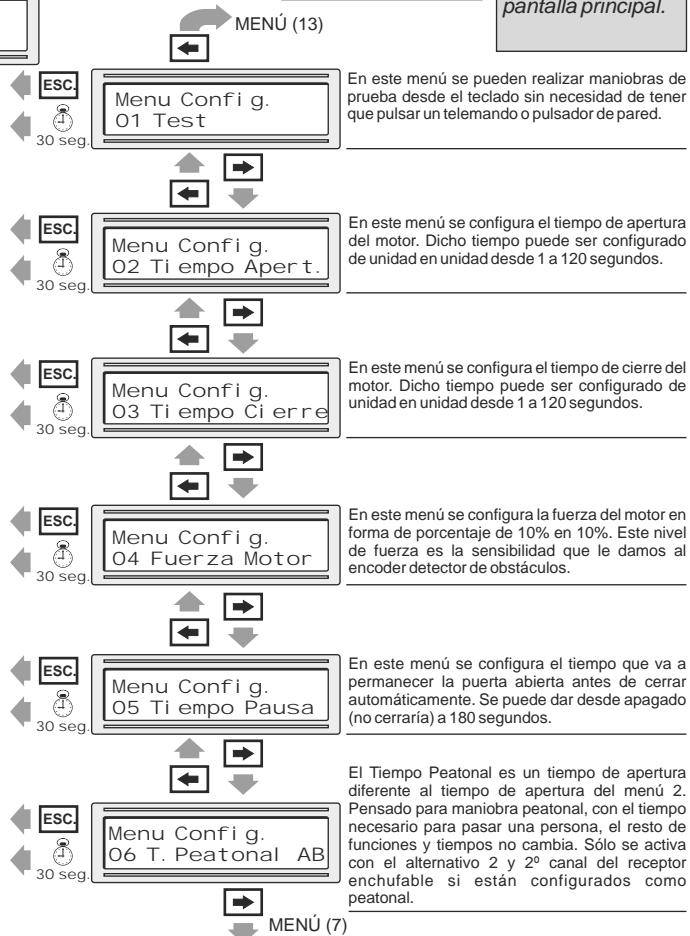 pantalla principal.
MENÚ (13)
ESC.
30 seg.
Menu Config.
01 Test
En este menú se pueden realizar maniobras de
prueba desde el teclado sin necesidad de tener
que pulsar un telemando o pulsador de pared.
ESC.
30 seg.
Menu Config.
02 Tiempo Apert.
En este menú se configura el tiempo de apertura
del motor. Dicho tiempo puede ser configurado
de unidad en unidad desde 1 a 120 segundos.
ESC.
30 seg.
Menu Config.
03 Tiempo Cierre
En este menú se configura el tiempo de cierre del
motor. Dicho tiempo puede ser configurado de
unidad en unidad desde 1 a 120 segundos.
ESC.
30 seg.
Menu Config.
04 Fuerza Motor
En este menú se configura la fuerza del motor en
forma de porcentaje de 10% en 10%. Este nivel
de fuerza es la sensibilidad que le damos al
encoder detector de obstáculos.
ESC.
30 seg.
Menu Config.
05 Tiempo Pausa
En este menú se configura el tiempo que va a
permanecer la puerta abierta antes de cerrar
automáticamente. Se puede dar desde apagado
(no cerraría) a 180 segundos.
ESC.
30 seg.
Menu Config.
06 T. Peatonal AB
El Tiempo Peatonal es un tiempo de apertura
diferente al tiempo de apertura del menú 2.
Pensado para maniobra peatonal, con el tiempo
necesario para pasar una persona, el resto de
funciones y tiempos no cambia. Sólo se activa
con el alternativo 2 y 2º canal del receptor
enchufable si están configurados como
peatonal.
MENÚ (7)